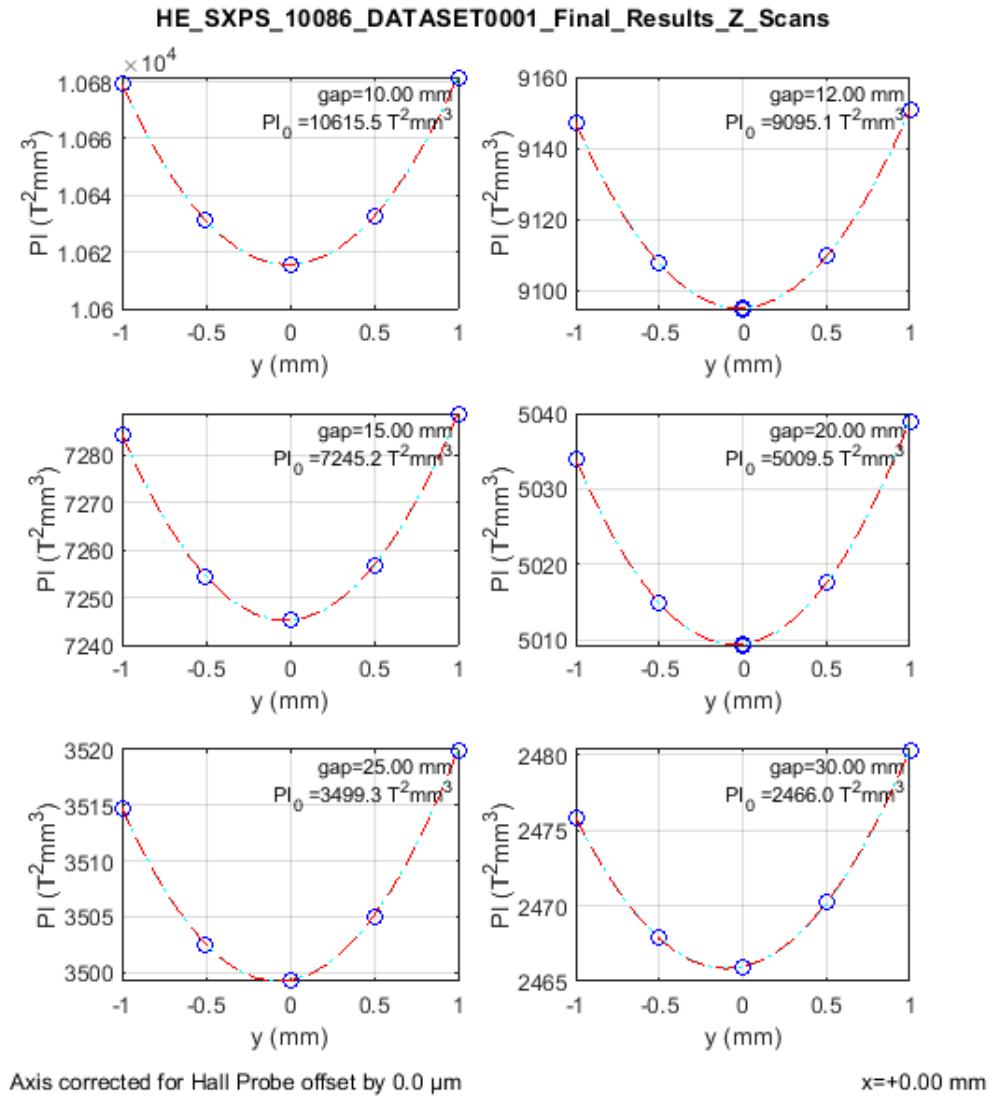 HE_SXPS_10086_DATASET0001_Final_Results_Z_Scans
×10⁴
gap=10.00 mm
PI₀ =10615.5 T²mm³
1.068
1.066
1.064
1.062
1.06
PI (T²mm³)
-1 -0.5 0 0.5 1
y (mm)
gap=12.00 mm
PI₀ =9095.1 T²mm³
9160
9140
9120
9100
PI (T²mm³)
-1 -0.5 0 0.5 1
y (mm)
gap=15.00 mm
PI₀ =7245.2 T²mm³
7280
7270
7260
7250
7240
PI (T²mm³)
-1 -0.5 0 0.5 1
y (mm)
gap=20.00 mm
PI₀ =5009.5 T²mm³
5040
5030
5020
5010
PI (T²mm³)
-1 -0.5 0 0.5 1
y (mm)
gap=25.00 mm
PI₀ =3499.3 T²mm³
3520
3515
3510
3505
3500
PI (T²mm³)
-1 -0.5 0 0.5 1
y (mm)
gap=30.00 mm
PI₀ =2466.0 T²mm³
2480
2475
2470
2465
PI (T²mm³)
-1 -0.5 0 0.5 1
y (mm)
Axis corrected for Hall Probe offset by 0.0 μm
x=+0.00 mm